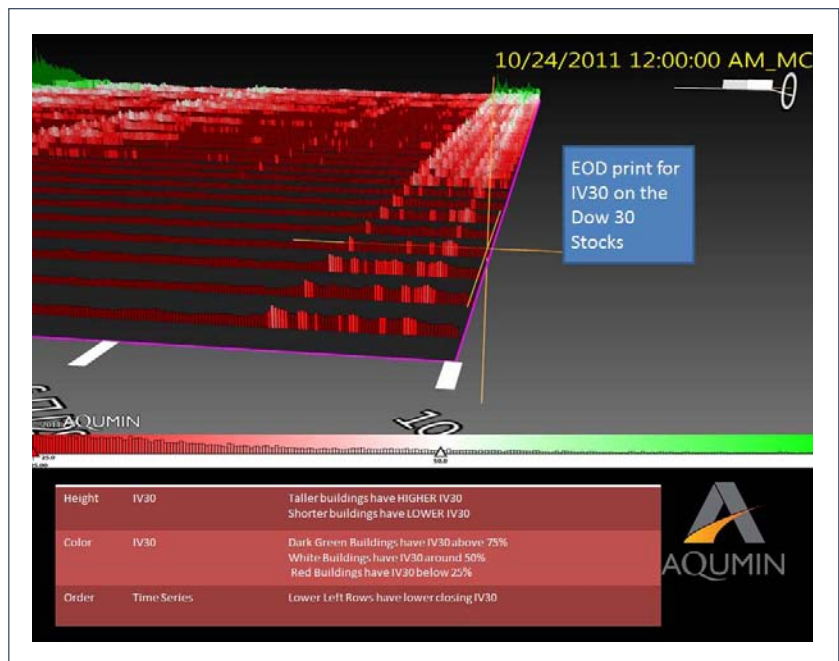 10/24/2011 12:00:00 AM_MC
EOD print for
IV30 on the
Dow 30
Stocks
10
2011 AQUMIN
25.0
50.0
Height IV30 Taller buildings have HIGHER IV30
Shorter buildings have LOWER IV30
Color IV30 Dark Green Buildings have IV30 above 75%
White Buildings have IV30 around 50%
Red Buildings have IV30 below 25%
Order Time Series Lower Left Rows have lower closing IV30
AQUMIN